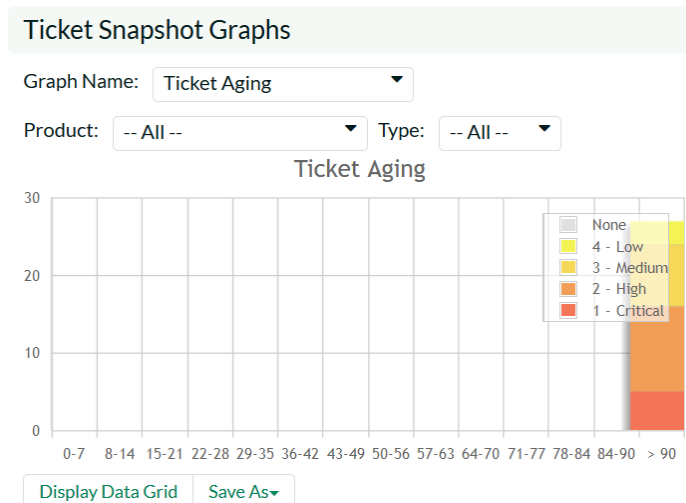 Ticket Snapshot Graphs
Graph Name: Ticket Aging
Product: -- All -- Type: -- All --
Ticket Aging
30
None
4 - Low
20
3 - Medium
2 - High
1 - Critical
10
0
0-7 8-14 15-21 22-28 29-35 36-42 43-49 50-56 57-63 64-70 71-77 78-84 84-90 > 90
Display Data Grid Save As